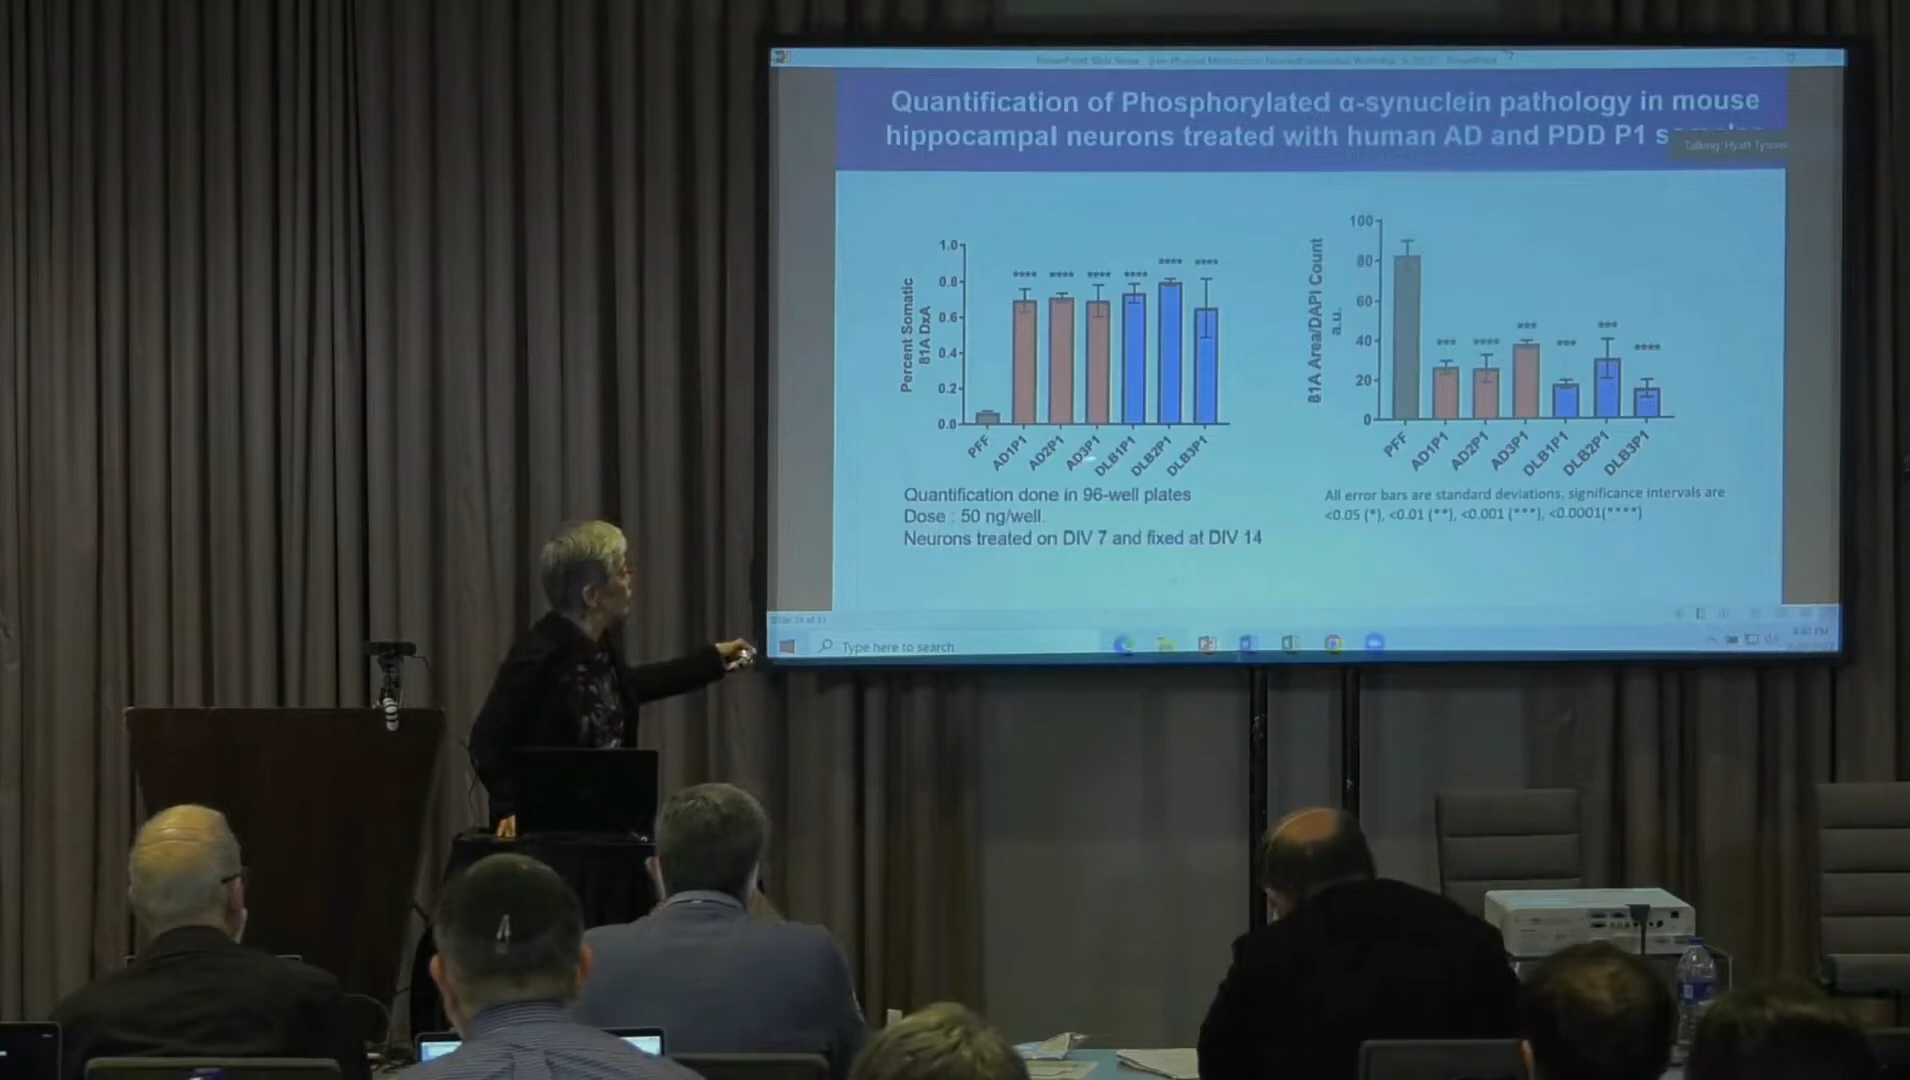 Quantification of Phosphorylated α-synuclein pathology in mouse
hippocampal neurons treated with human AD and PDD P1
Talking: Hyatt
Percent Somatic
81A DxA
1.0
0.8
0.6
0.4
0.2
0.0
****
****
****
****
****
****
PFF
AD1P1
AD2P1
AD3P1
DLB1P1
DLB2P1
DLB3P1
81A Area/DAPI Count
a.u.
100
80
60
40
20
0
***
****
***
***
***
****
PFF
AD1P1
AD2P1
AD3P1
DLB1P1
DLB2P1
DLB3P1
Quantification done in 96-well plates
Dose : 50 ng/well.
Neurons treated on DIV 7 and fixed at DIV 14
All error bars are standard deviations, significance intervals are
<0.05 (*), <0.01 (**), <0.001 (***), <0.0001(****)
Type here to search